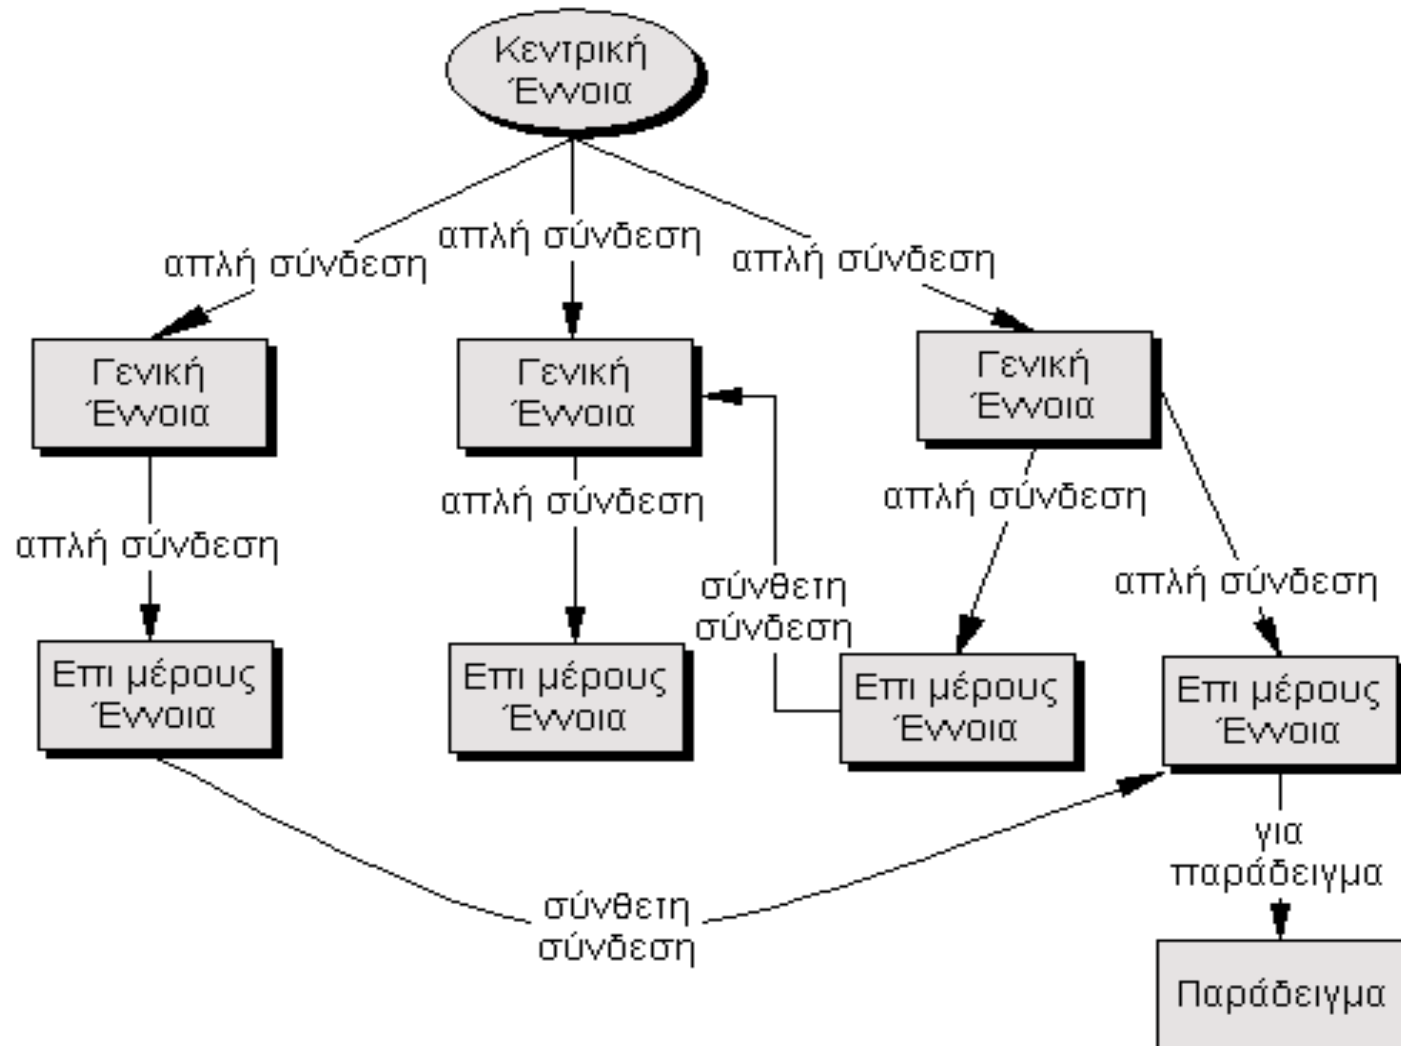 Κεντρική
Έννοια
απλή σύνδεση
απλή σύνδεση
απλή σύνδεση
Γενική
Έννοια
Γενική
Έννοια
Γενική
Έννοια
απλή σύνδεση
απλή σύνδεση
απλή σύνδεση
σύνθετη
σύνδεση
απλή σύνδεση
Επι μέρους
Έννοια
Επι μέρους
Έννοια
Επι μέρους
Έννοια
Επι μέρους
Έννοια
για
παράδειγμα
σύνθετη
σύνδεση
Παράδειγμα